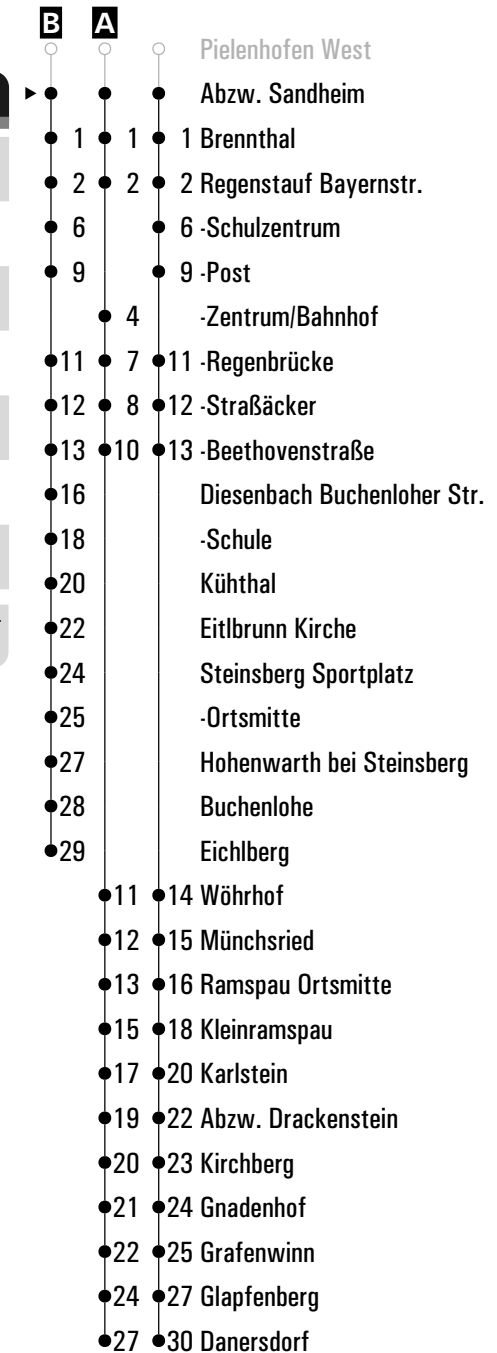 B A
Pielenhofen West
Abzw. Sandheim
1 1 1 Brennthal
2 2 2 Regenstauf Bayernstr.
6 6 -Schulzentrum
9 9 -Post
4 -Zentrum/Bahnhof
11 7 11 -Regenbrücke
12 8 12 -Straßäcker
13 10 13 -Beethovenstraße
16 Diesenbach Buchenloher Str.
18 -Schule
20 Kühthal
22 Eitlbrunn Kirche
24 Steinsberg Sportplatz
25 -Ortsmitte
27 Hohenwarth bei Steinsberg
28 Buchenlohe
29 Eichlberg
11 14 Wöhrhof
12 15 Münchsried
13 16 Ramspau Ortsmitte
15 18 Kleinramspau
17 20 Karlstein
19 22 Abzw. Drackenstein
20 23 Kirchberg
21 24 Gnadenhof
22 25 Grafenwinn
24 27 Glapfenberg
27 30 Danersdorf